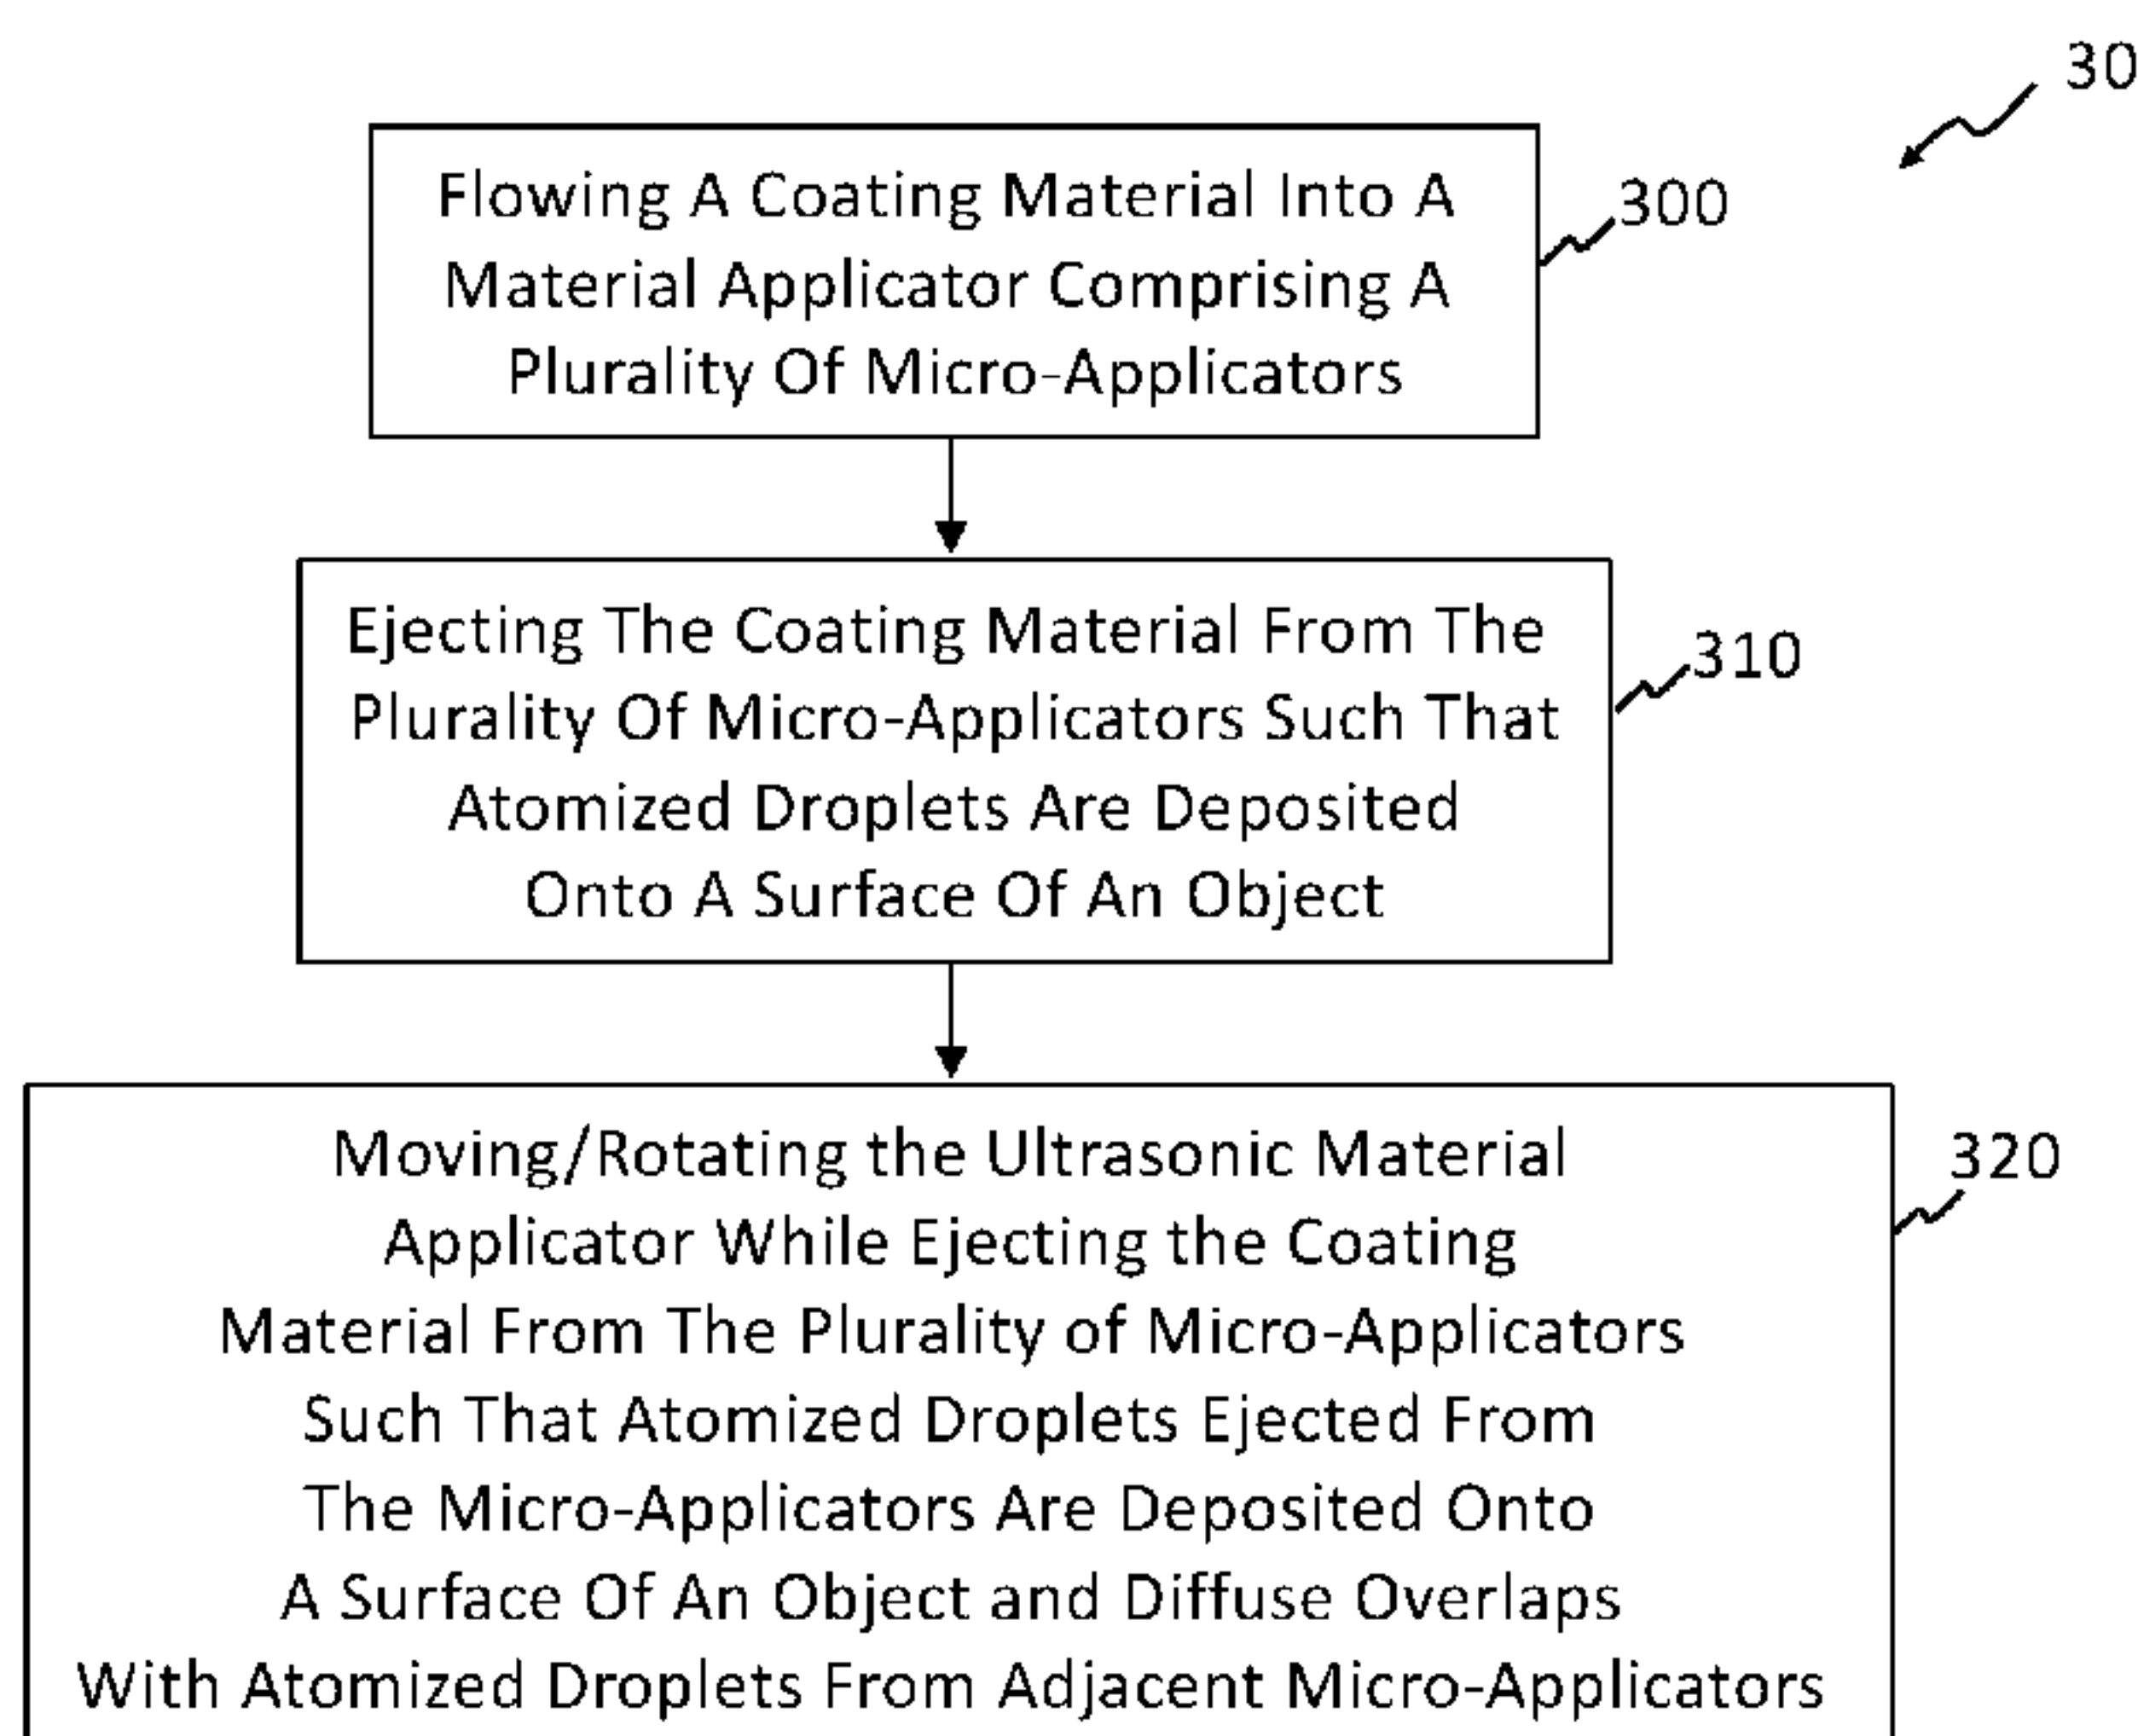 30
Flowing A Coating Material Into A
Material Applicator Comprising A
Plurality Of Micro-Applicators
300
Ejecting The Coating Material From The
Plurality Of Micro-Applicators Such That
Atomized Droplets Are Deposited
Onto A Surface Of An Object
310
Moving/Rotating the Ultrasonic Material
Applicator While Ejecting the Coating
Material From The Plurality of Micro-Applicators
Such That Atomized Droplets Ejected From
The Micro-Applicators Are Deposited Onto
A Surface Of An Object and Diffuse Overlaps
With Atomized Droplets From Adjacent Micro-Applicators
320